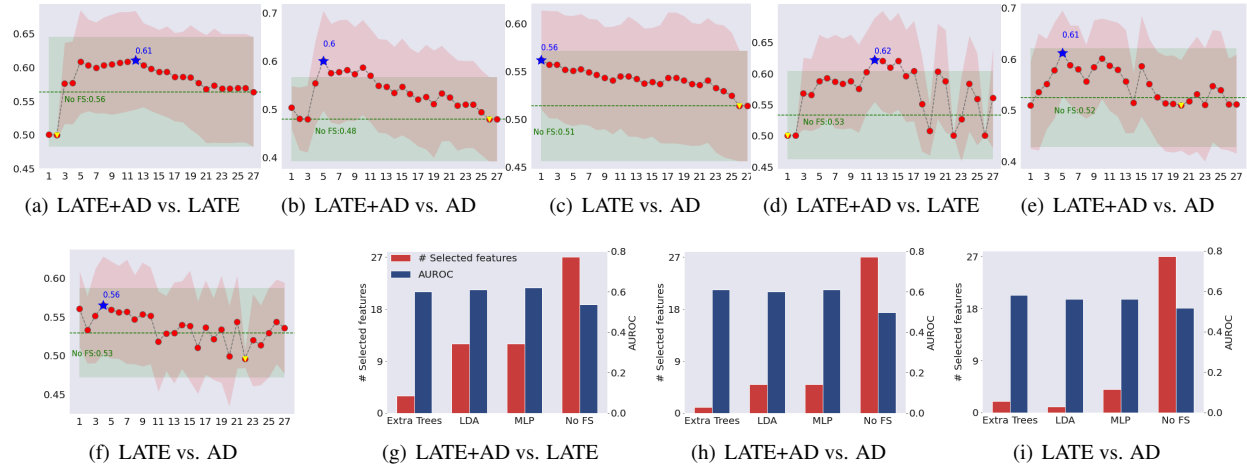 0.65
0.60
0.55
0.50
0.45
0.61
No FS:0.56
1 3 5 7 9 11 13 15 17 19 21 23 25 27
(a) LATE+AD vs. LATE
0.7
0.6
0.5
0.4
0.6
No FS:0.48
1 3 5 7 9 11 13 15 17 19 21 23 25 27
(b) LATE+AD vs. AD
0.60
0.55
0.50
0.45
0.56
No FS:0.51
1 3 5 7 9 11 13 15 17 19 21 23 25 27
(c) LATE vs. AD
0.65
0.60
0.55
0.50
0.45
0.62
No FS:0.53
1 3 5 7 9 11 13 15 17 19 21 23 25 27
(d) LATE+AD vs. LATE
0.7
0.6
0.5
0.4
0.61
No FS:0.52
1 3 5 7 9 11 13 15 17 19 21 23 25 27
(e) LATE+AD vs. AD
0.60
0.55
0.50
0.45
0.56
No FS:0.53
1 3 5 7 9 11 13 15 17 19 21 23 25 27
(f) LATE vs. AD
# Selected features
27
18
9
0
# Selected features
AUROC
0.8
0.6
0.4
0.2
0.0
AUROC
Extra Trees LDA MLP No FS
(g) LATE+AD vs. LATE
# Selected features
27
18
9
0
0.8
0.6
0.4
0.2
0.0
AUROC
Extra Trees LDA MLP No FS
(h) LATE+AD vs. AD
# Selected features
27
18
9
0
0.8
0.6
0.4
0.2
0.0
AUROC
Extra Trees LDA MLP No FS
(i) LATE vs. AD